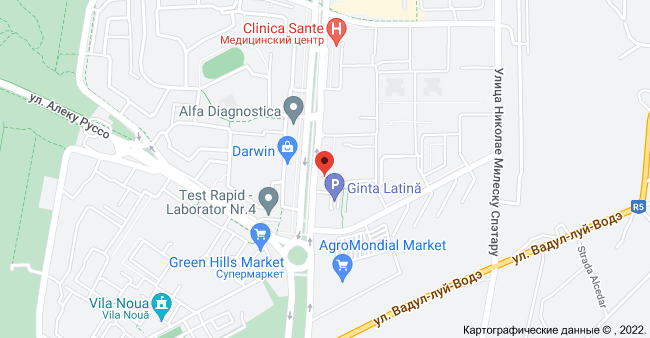 Clinica Sante
Медицинский центр
ул. Алеку Руссо
Alfa Diagnostica
Улица Николае Милеску Спэтару
Darwin
Ginta Latină
Test Rapid -
Laborator Nr.4
R5
AgroMondial Market
Green Hills Market
Супермаркет
ул. Вадул-луй-Водэ
ул. Вадул-луй-Водэ
Strada Alcedar
Vila Noua
Vila Nouă
Картографические данные © , 2022.